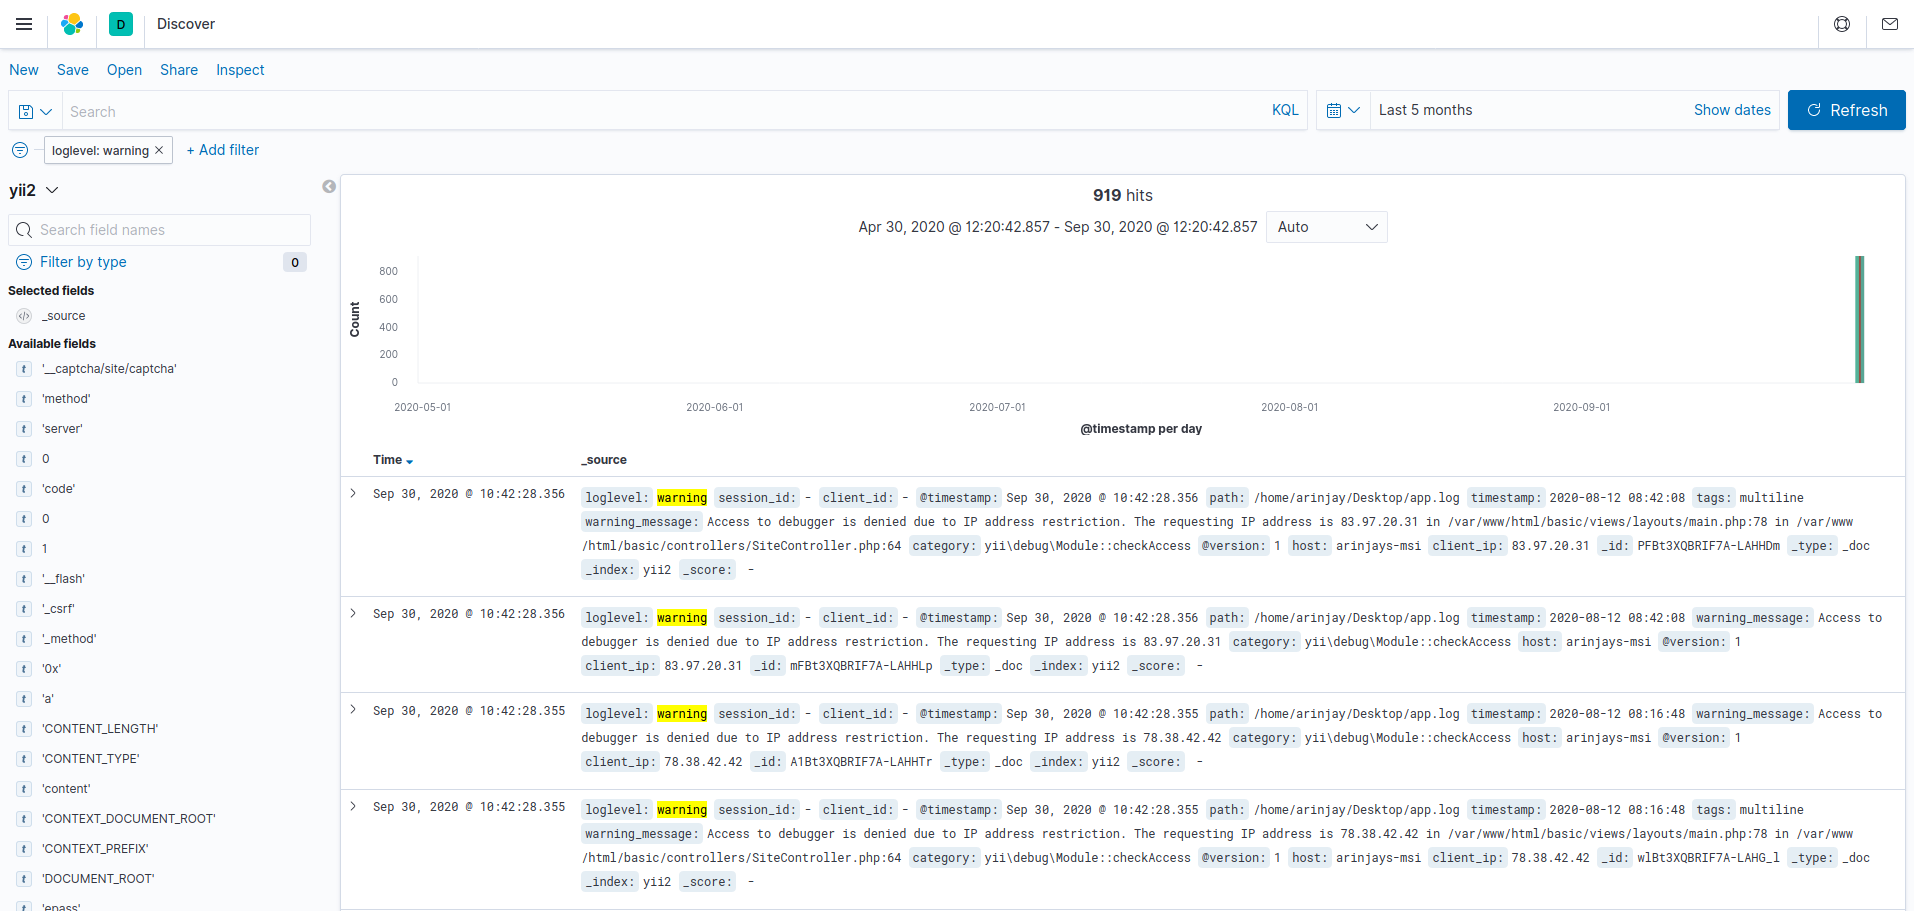 D Discover
New Save Open Share Inspect
Search KQL Last 5 months Show dates Refresh
loglevel: warning × + Add filter
yii2
Search field names
Filter by type 0
Selected fields
_source
Available fields
t '__captcha/site/captcha'
t 'method'
t 'server'
t 0
t 'code'
t 0
t 1
t '__flash'
t '_csrf'
t '_method'
t '0x'
t 'a'
t 'CONTENT_LENGTH'
t 'CONTENT_TYPE'
t 'content'
t 'CONTEXT_DOCUMENT_ROOT'
t 'CONTEXT_PREFIX'
t 'DOCUMENT_ROOT'
'epass'
919 hits
Apr 30, 2020 @ 12:20:42.857 - Sep 30, 2020 @ 12:20:42.857 Auto
Count
800
600
400
200
0
2020-05-01 2020-06-01 2020-07-01 2020-08-01 2020-09-01
@timestamp per day
Time _source
Sep 30, 2020 @ 10:42:28.356 loglevel: warning session_id: - client_id: - @timestamp: Sep 30, 2020 @ 10:42:28.356 path: /home/arinjay/Desktop/app.log timestamp: 2020-08-12 08:42:08 tags: multiline
warning_message: Access to debugger is denied due to IP address restriction. The requesting IP address is 83.97.20.31 in /var/www/html/basic/views/layouts/main.php:78 in /var/www
/html/basic/controllers/SiteController.php:64 category: yii\debug\Module::checkAccess @version: 1 host: arinjays-msi client_ip: 83.97.20.31 _id: PFBt3XQBRIF7A-LAHHDm _type: _doc
_index: yii2 _score: -
Sep 30, 2020 @ 10:42:28.356 loglevel: warning session_id: - client_id: - @timestamp: Sep 30, 2020 @ 10:42:28.356 path: /home/arinjay/Desktop/app.log timestamp: 2020-08-12 08:42:08 warning_message: Access to
debugger is denied due to IP address restriction. The requesting IP address is 83.97.20.31 category: yii\debug\Module::checkAccess host: arinjays-msi @version: 1
client_ip: 83.97.20.31 _id: mFBt3XQBRIF7A-LAHHLp _type: _doc _index: yii2 _score: -
Sep 30, 2020 @ 10:42:28.355 loglevel: warning session_id: - client_id: - @timestamp: Sep 30, 2020 @ 10:42:28.355 path: /home/arinjay/Desktop/app.log timestamp: 2020-08-12 08:16:48 warning_message: Access to
debugger is denied due to IP address restriction. The requesting IP address is 78.38.42.42 category: yii\debug\Module::checkAccess host: arinjays-msi @version: 1
client_ip: 78.38.42.42 _id: A1Bt3XQBRIF7A-LAHHTr _type: _doc _index: yii2 _score: -
Sep 30, 2020 @ 10:42:28.355 loglevel: warning session_id: - client_id: - @timestamp: Sep 30, 2020 @ 10:42:28.355 path: /home/arinjay/Desktop/app.log timestamp: 2020-08-12 08:16:48 tags: multiline
warning_message: Access to debugger is denied due to IP address restriction. The requesting IP address is 78.38.42.42 in /var/www/html/basic/views/layouts/main.php:78 in /var/www
/html/basic/controllers/SiteController.php:64 category: yii\debug\Module::checkAccess @version: 1 host: arinjays-msi client_ip: 78.38.42.42 _id: wlBt3XQBRIF7A-LAHG_l _type: _doc
_index: yii2 _score: -